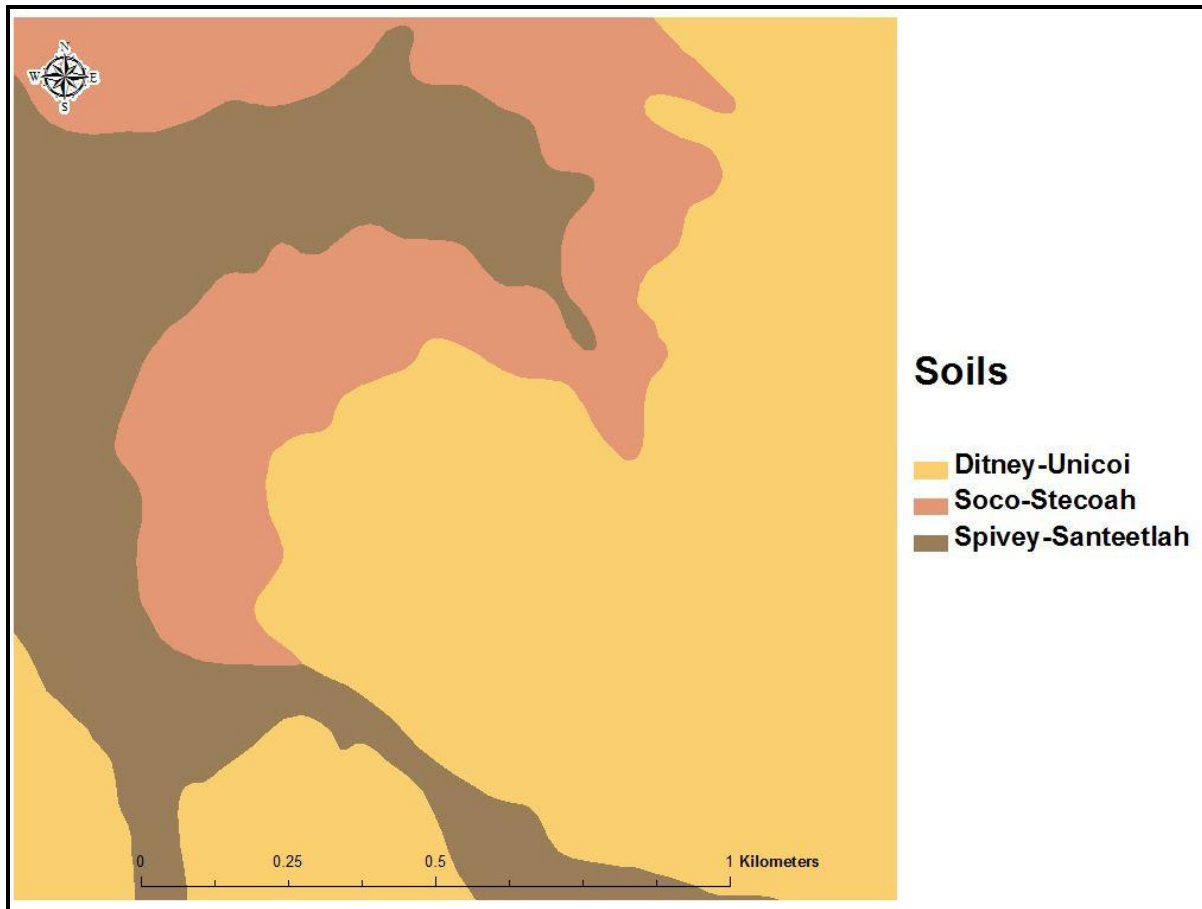 N
W E
S
Soils
Ditney-Unicoi
Soco-Stecoah
Spivey-Santeetlah
0 0.25 0.5 1 Kilometers